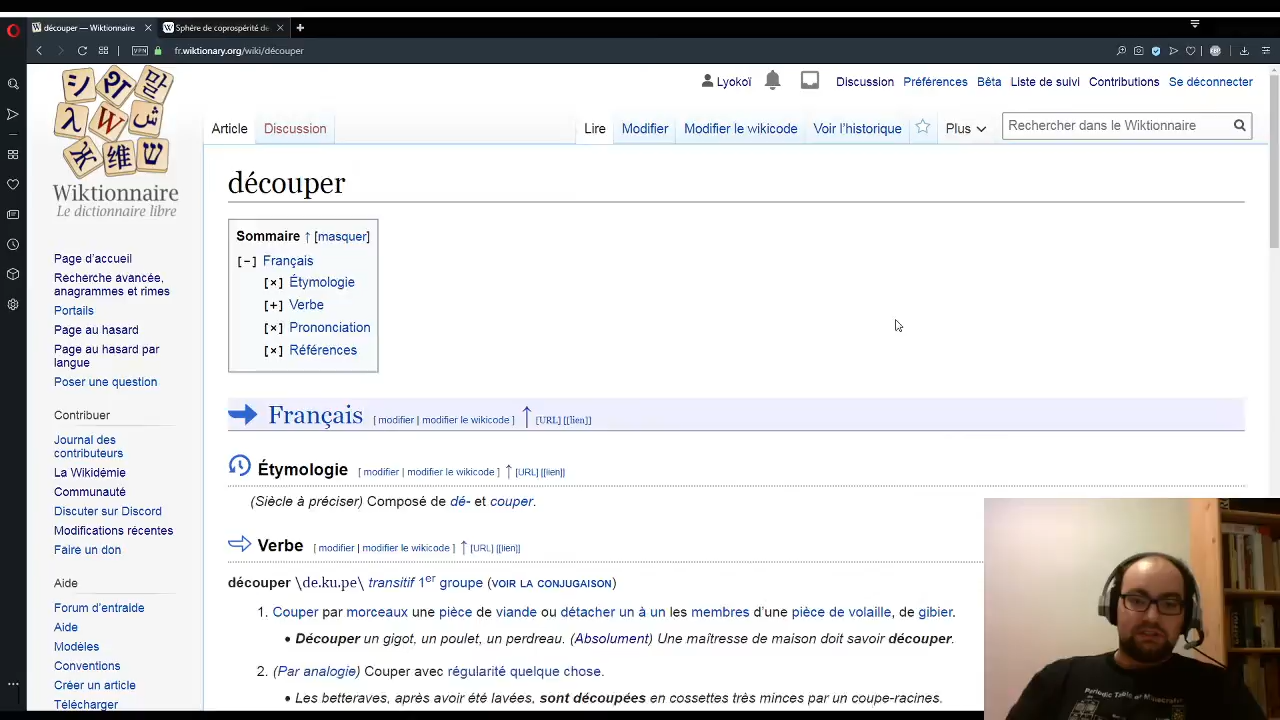 découper — Wiktionnaire
Sphère de coprospérité de
VPN
fr.wiktionary.org/wiki/découper
シ
말
λ
W
ש
维
Wiktionnaire
Le dictionnaire libre
Lyokoï
Discussion
Préférences
Bêta
Liste de suivi
Contributions
Se déconnecter
Article
Discussion
Lire
Modifier
Modifier le wikicode
Voir l’historique
Plus
Rechercher dans le Wiktionnaire
Page d’accueil
Recherche avancée,
anagrammes et rimes
Portails
Page au hasard
Page au hasard par
langue
Poser une question
Contribuer
Journal des
contributeurs
La Wikidémie
Communauté
Discuter sur Discord
Modifications récentes
Faire un don
Aide
Forum d’entraide
Aide
Modèles
Conventions
Créer un article
Télécharger
découper
Sommaire ↑ [masquer]
[−] Français
[×] Étymologie
[+] Verbe
[×] Prononciation
[×] Références
Français [ modifier | modifier le wikicode ] ↑ [URL] [[lien]]
Étymologie [ modifier | modifier le wikicode ] ↑ [URL] [[lien]]
(Siècle à préciser) Composé de dé- et couper.
Verbe [ modifier | modifier le wikicode ] ↑ [URL] [[lien]]
découper \de.ku.pe\ transitif 1er groupe (VOIR LA CONJUGAISON)
1. Couper par morceaux une pièce de viande ou détacher un à un les membres d’une pièce de volaille, de gibier.
• Découper un gigot, un poulet, un perdreau. (Absolument) Une maîtresse de maison doit savoir découper.
2. (Par analogie) Couper avec régularité quelque chose.
• Les betteraves, après avoir été lavées, sont découpées en cossettes très minces par un coupe-racines.
Periodic Table of Minecraft